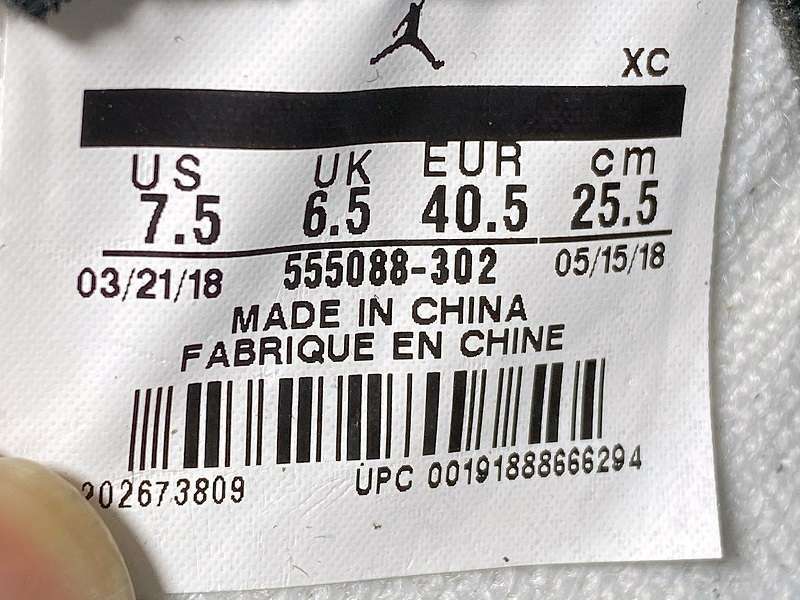 XC
US UK EUR cm
7.5 6.5 40.5 25.5
03/21/18 555088-302 05/15/18
MADE IN CHINA
FABRIQUE EN CHINE
202673809 UPC 00191888666294